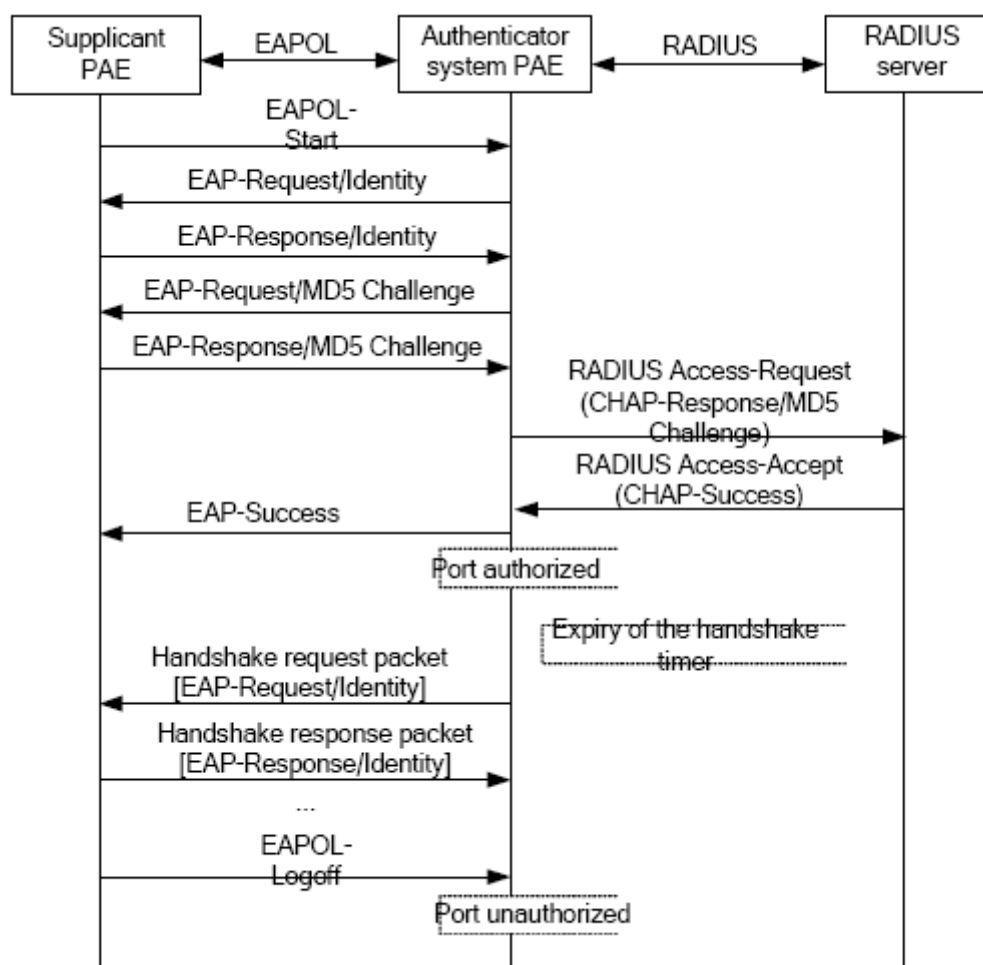 Supplicant
PAE
EAPOL
Authenticator
system PAE
RADIUS
RADIUS
server
EAPOL-
Start
EAP-Request/Identity
EAP-Response/Identity
EAP-Request/MD5 Challenge
EAP-Response/MD5 Challenge
RADIUS Access-Request
(CHAP-Response/MD5
Challenge)
RADIUS Access-Accept
(CHAP-Success)
EAP-Success
Port authorized
Expiry of the handshake
timer
Handshake request packet
[EAP-Request/Identity]
Handshake response packet
[EAP-Response/Identity]
...
EAPOL-
Logoff
Port unauthorized